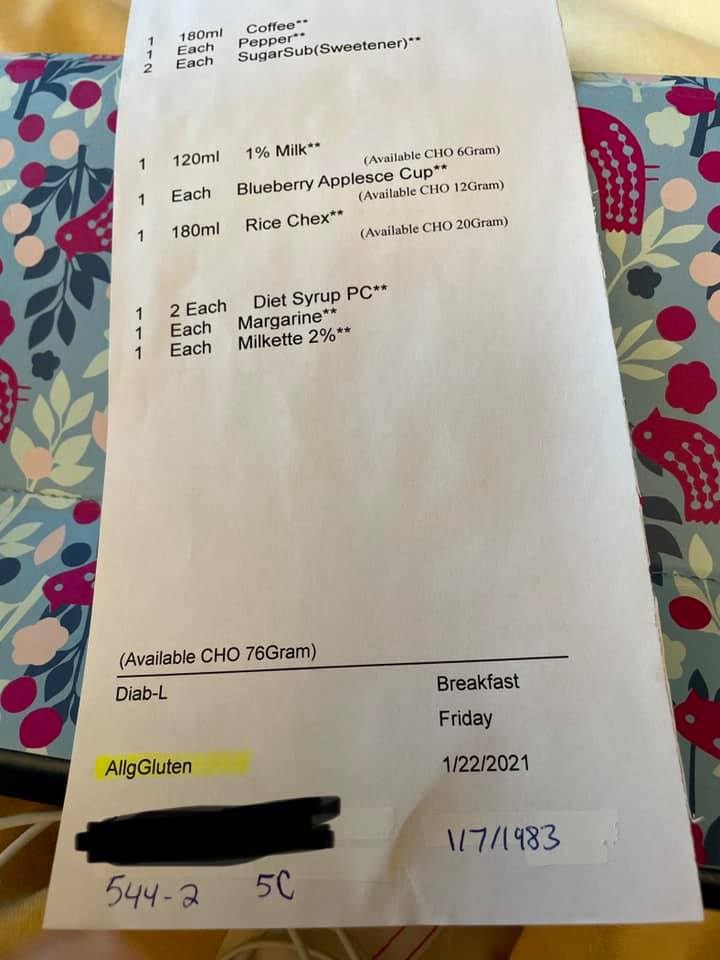 1 180ml Coffee**
1 Each Pepper**
2 Each SugarSub(Sweetener)**
1 120ml 1% Milk**
(Available CHO 6Gram)
1 Each Blueberry Applesce Cup**
(Available CHO 12Gram)
1 180ml Rice Chex**
(Available CHO 20Gram)
1 2 Each Diet Syrup PC**
1 Each Margarine**
1 Each Milkette 2%**
(Available CHO 76Gram)
Diab-L Breakfast
Friday
AllgGluten 1/22/2021
1/7/1983
544-2 5C